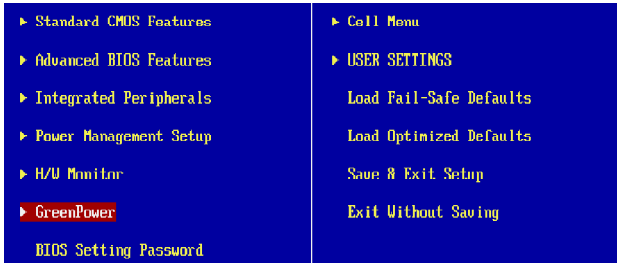 Standard CMOS Features
Advanced BIOS Features
Integrated Peripherals
Power Management Setup
H/W Monitor
GreenPower
BIOS Setting Password
Cell Menu
USER SETTINGS
Load Fail-Safe Defaults
Load Optimized Defaults
Save & Exit Setup
Exit Without Saving